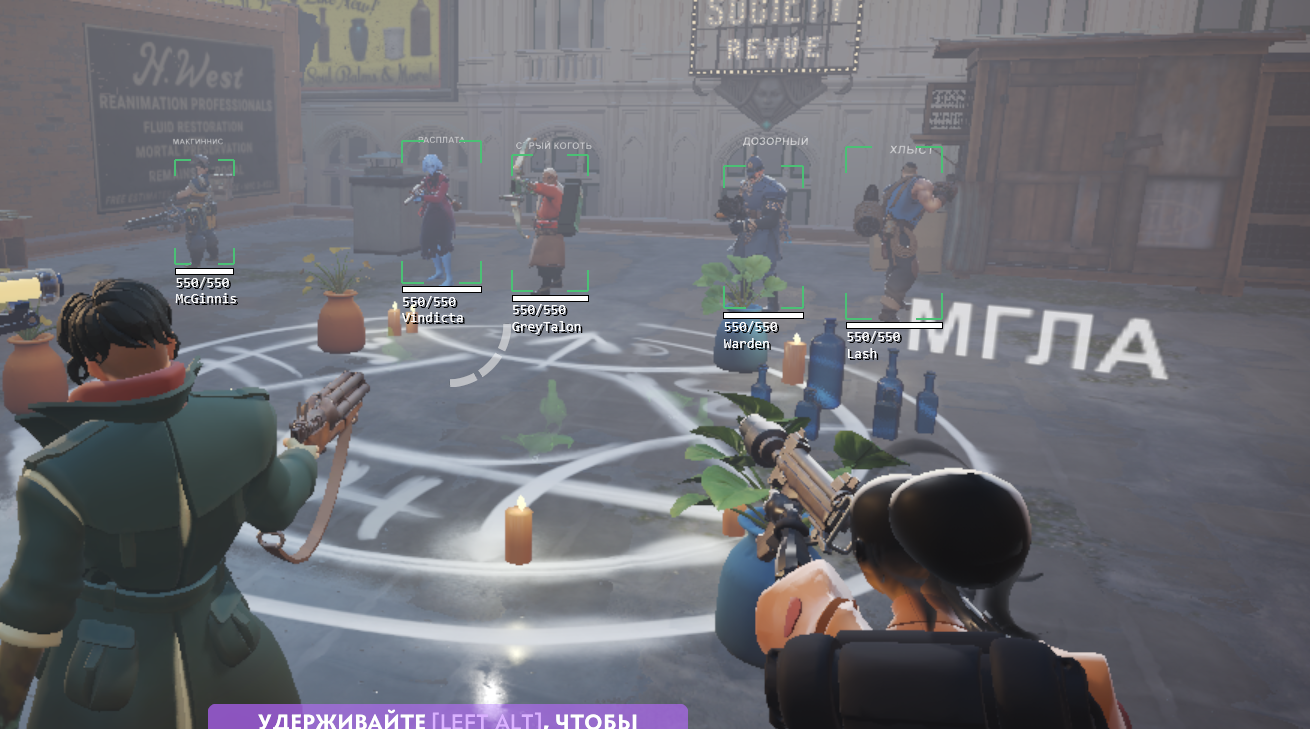 H. West
REANIMATION PROFESSIONALS
FLUID RESTORATION
SOCIETY
REVUE
МАКГИННИС
РАСПЛАТА
С РЫЙ КОГОТЬ
ДОЗОРНЫЙ
ХЛЫСТ
550/550
McGinnis
550/550
Vindicta
550/550
GreyTalon
550/550
Warden
550/550
Lash
МГЛА
УДЕРЖИВАЙТЕ [LEFT ALT], ЧТОБЫ